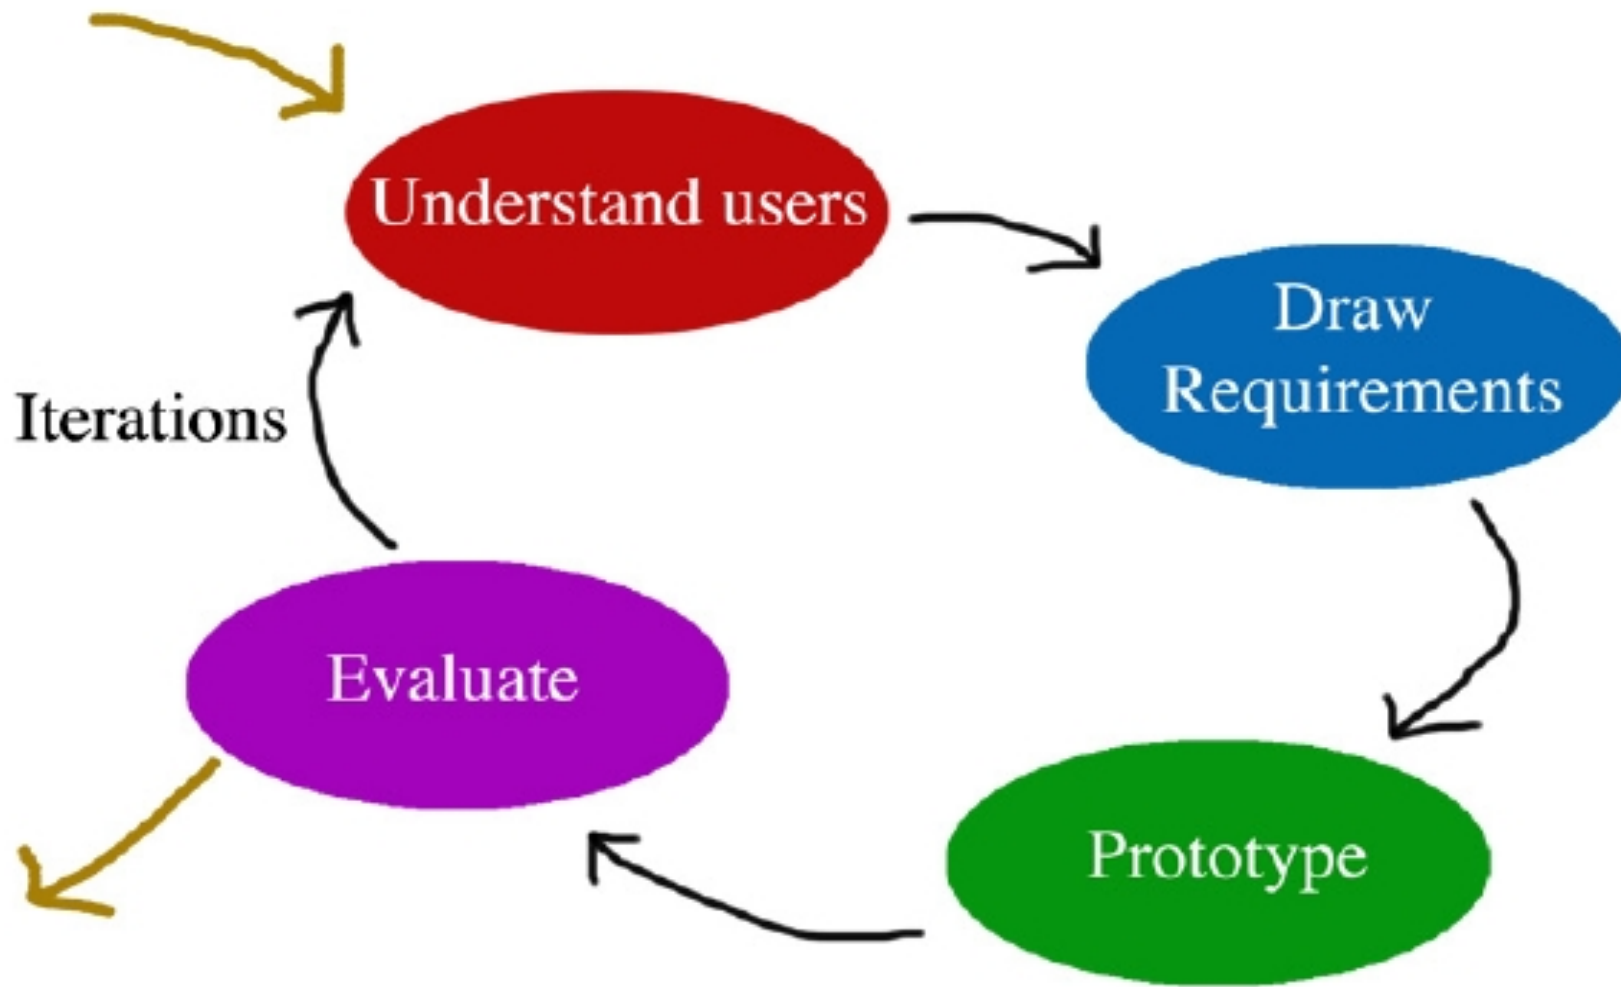 Understand users
Draw
Requirements
Iterations
Evaluate
Prototype